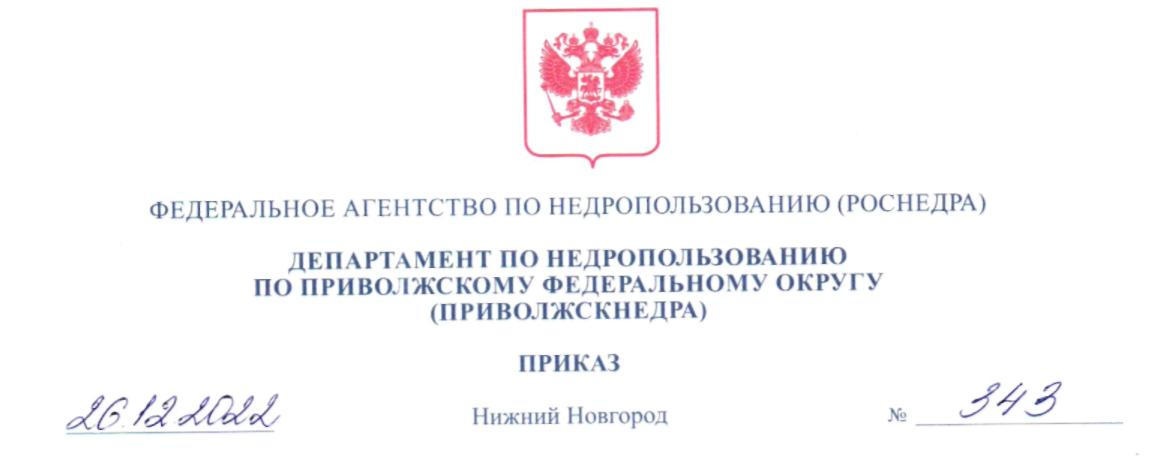 ФЕДЕРАЛЬНОЕ АГЕНТСТВО ПО НЕДРОПОЛЬЗОВАНИЮ (РОСНЕДРА)
ДЕПАРТАМЕНТ ПО НЕДРОПОЛЬЗОВАНИЮ
ПО ПРИВОЛЖСКОМУ ФЕДЕРАЛЬНОМУ ОКРУГУ
(ПРИВОЛЖСКНЕДРА)
ПРИКАЗ
26.12.2022 Нижний Новгород № 343